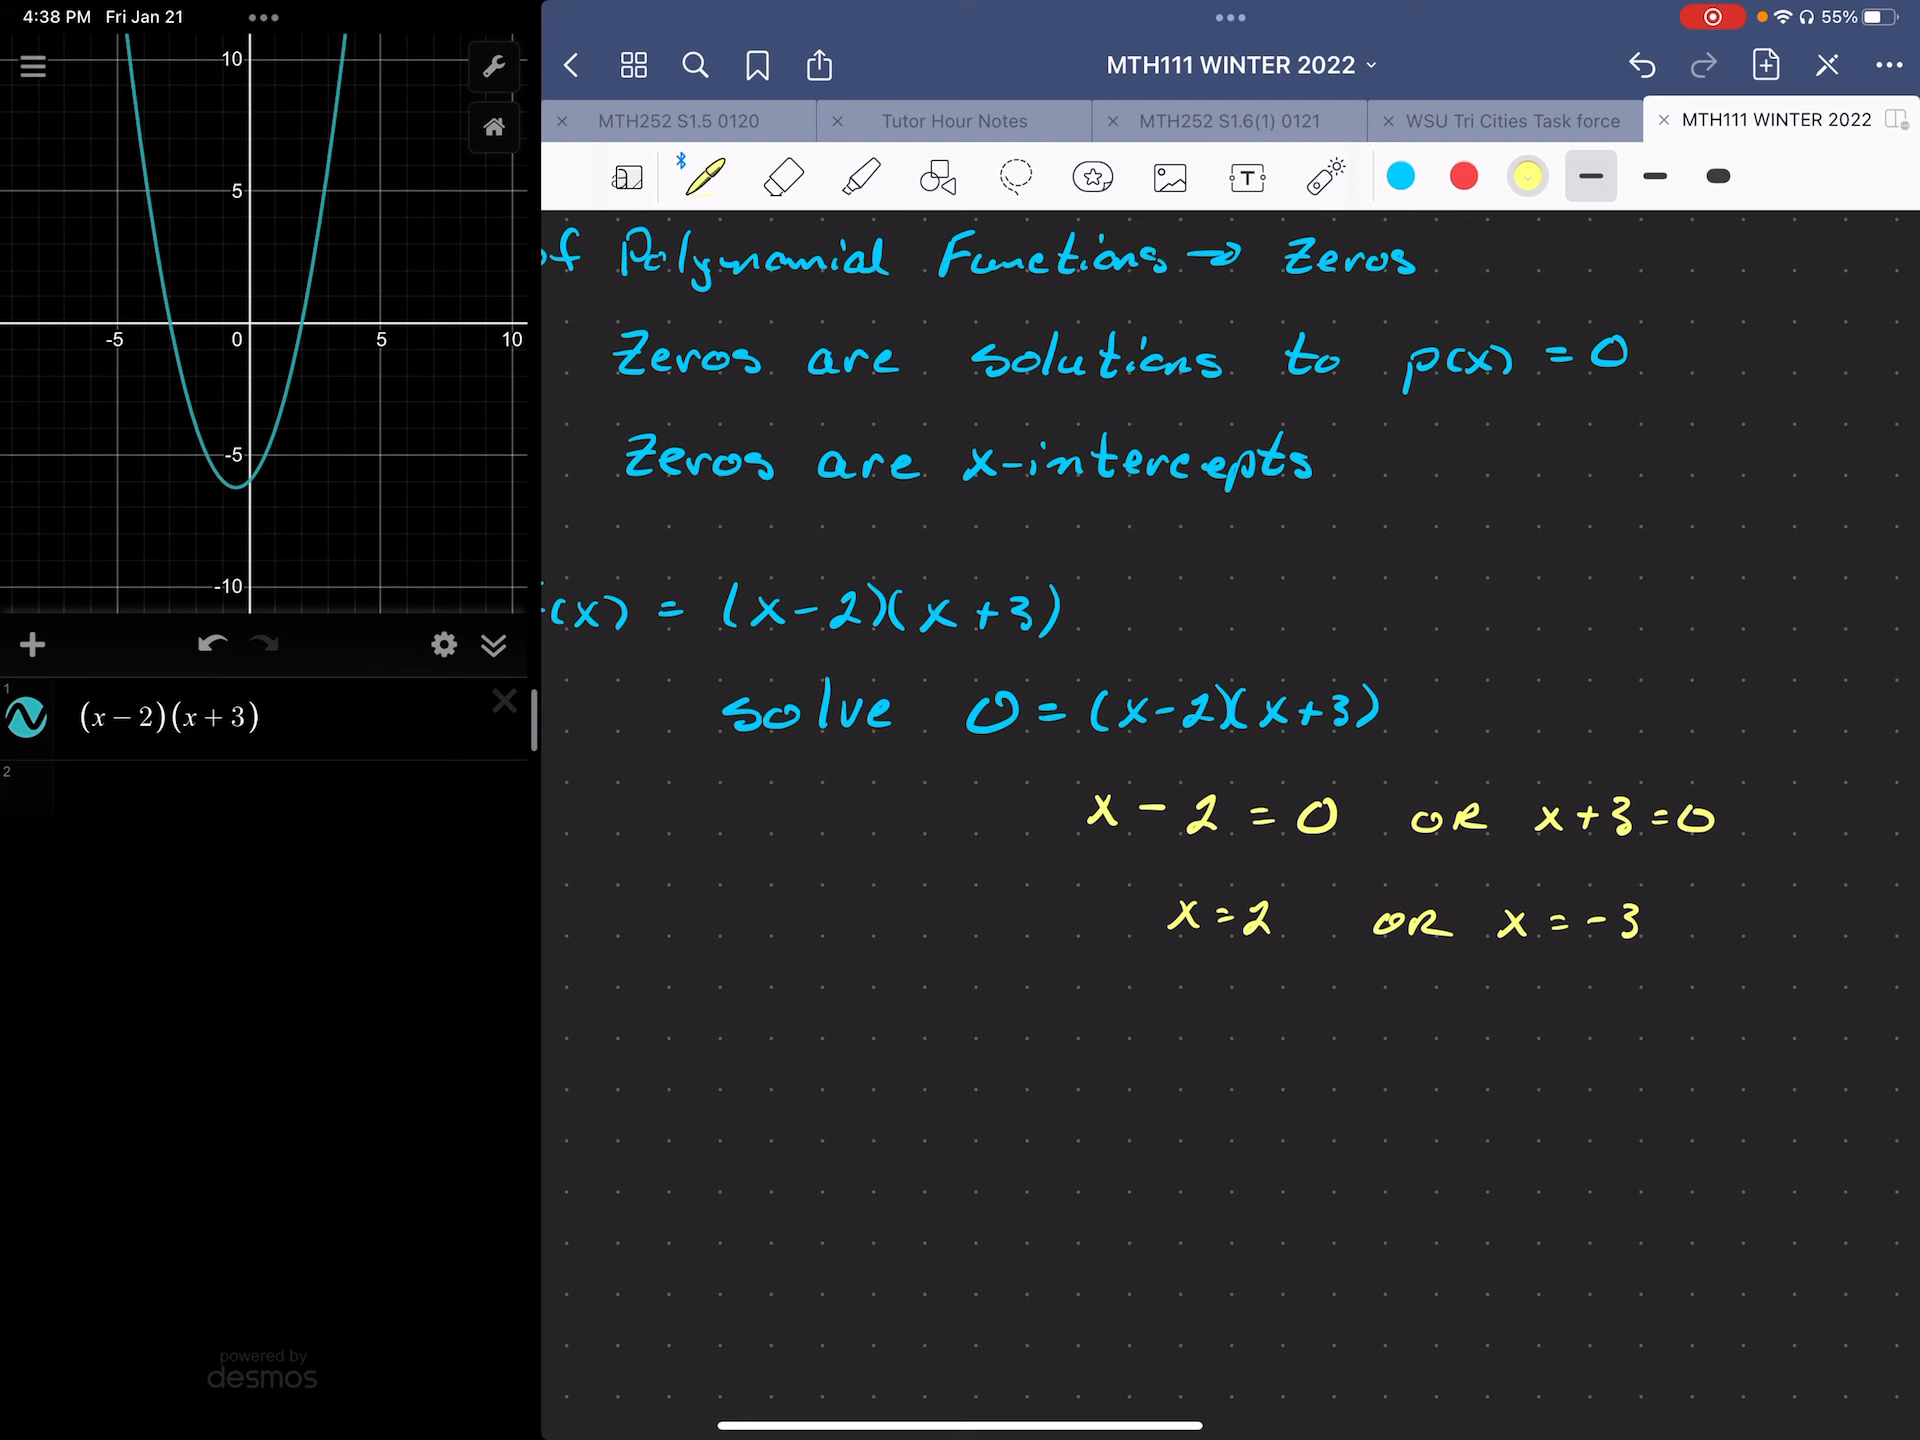 4:38 PM Fri Jan 21
55%
MTH111 WINTER 2022
MTH252 S1.5 0120
Tutor Hour Notes
MTH252 S1.6(1) 0121
WSU Tri Cities Task force
MTH111 WINTER 2022
T
10
5
-5
0
5
10
-5
-10
1
(x − 2)(x + 3)
2
powered by
desmos
of Polynomial Functions → Zeros
Zeros are solutions to p(x) = 0
Zeros are x-intercepts
(x) = (x-2)(x+3)
solve 0=(x-2)(x+3)
x - 2 = 0 OR x+3=0
x=2 OR x=-3